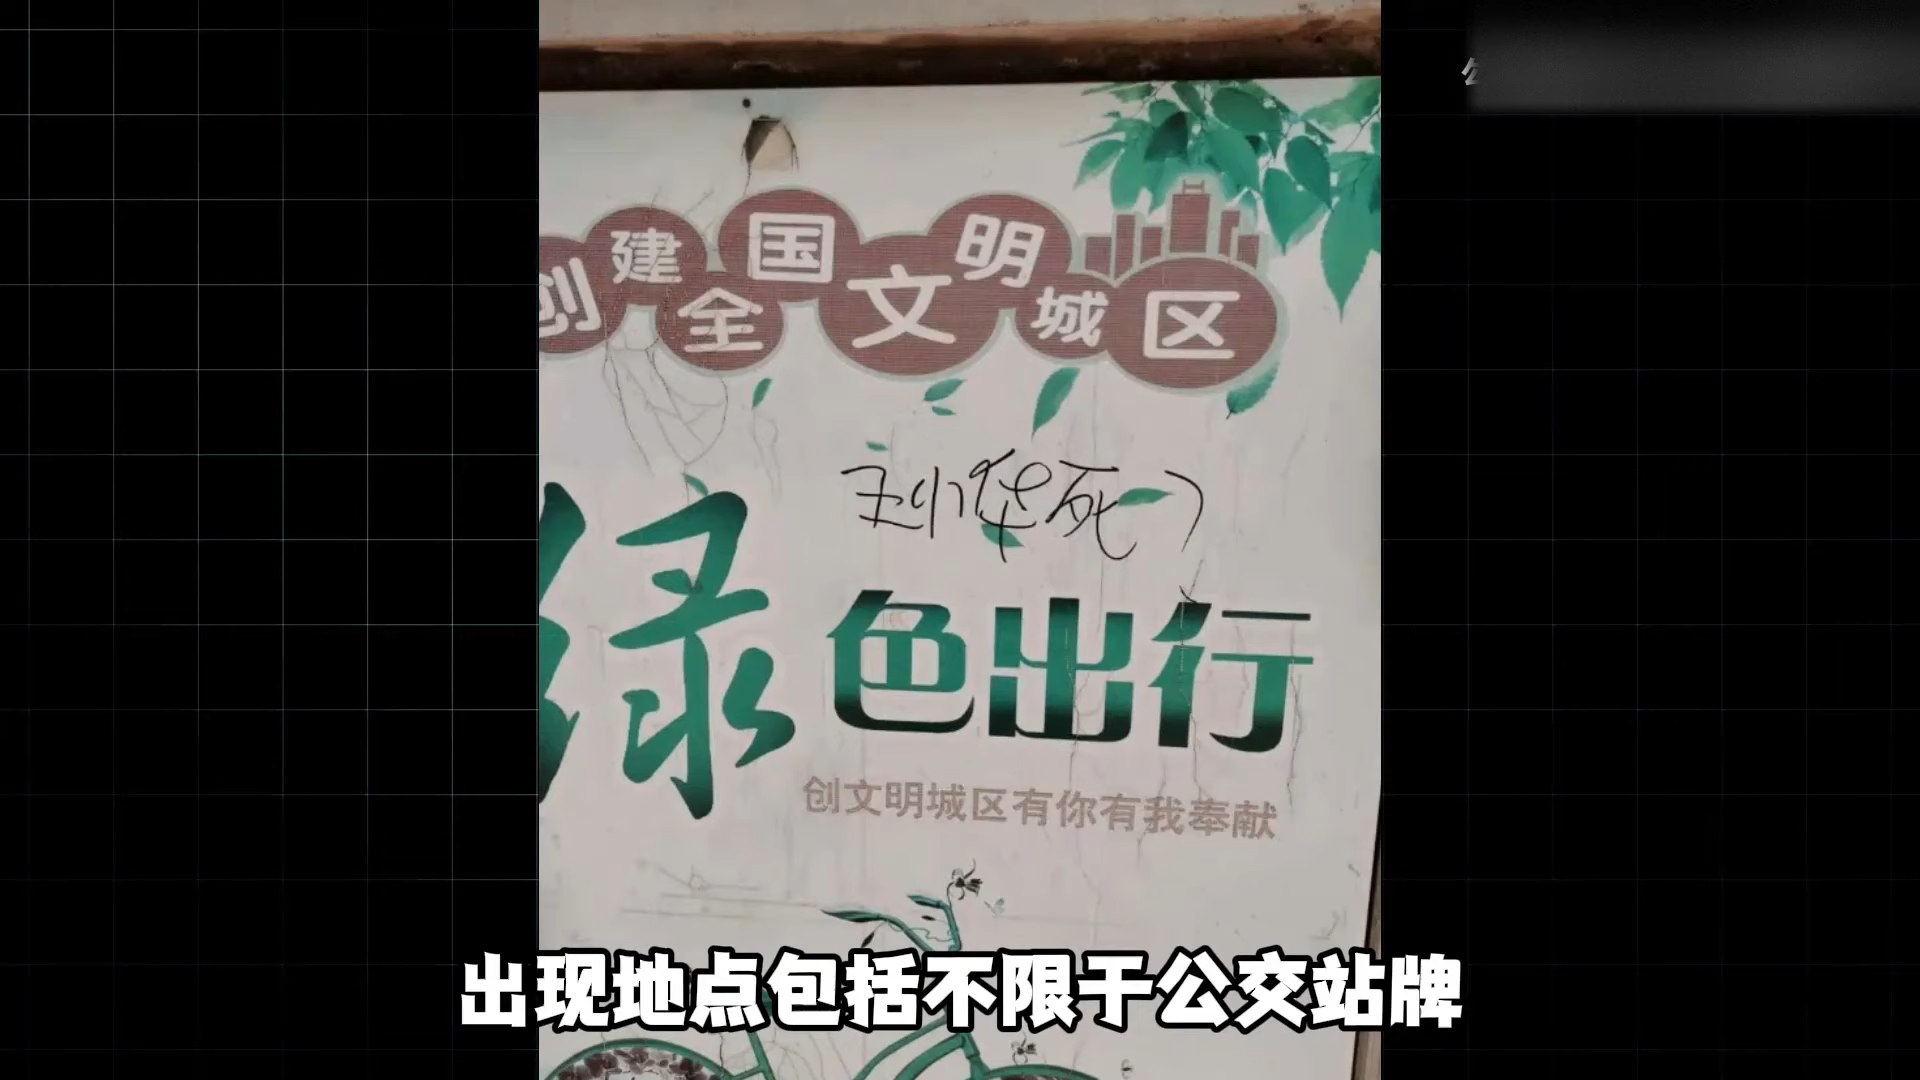 创建全国文明城区
王小华死了
绿色出行
创文明城区有你有我奉献
出现地点包括不限于公交站牌